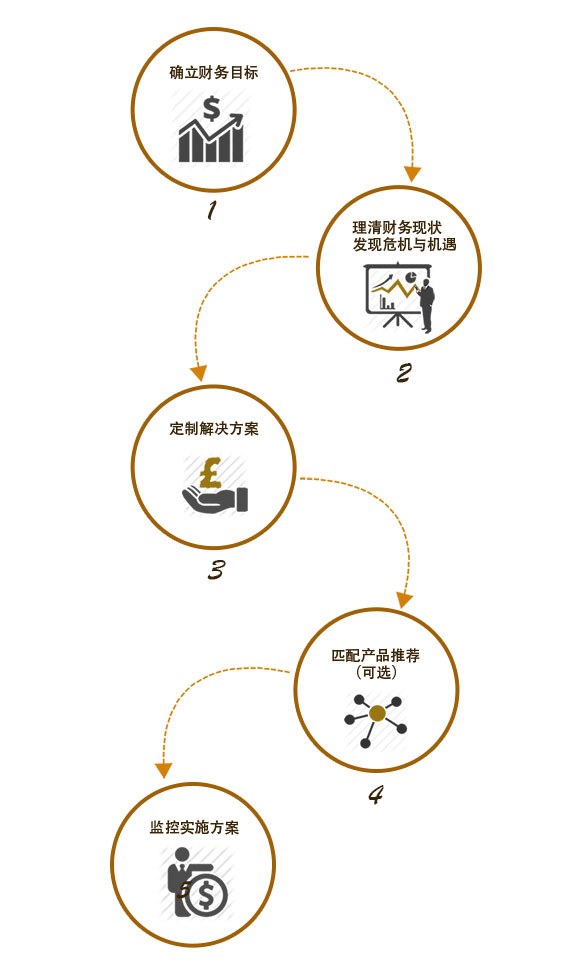 确立财务目标
$
1
理清财务现状
发现危机与机遇
2
定制解决方案
£
3
匹配产品推荐
（可选）
4
监控实施方案
5
$